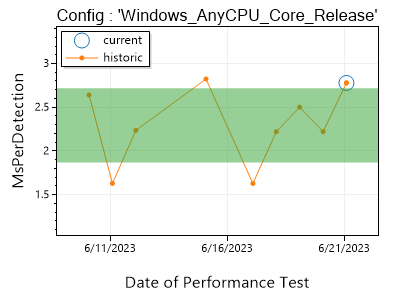 Config : 'Windows_AnyCPU_Core_Release'
current
historic
MsPerDetection
3
2.5
2
1.5
6/11/2023
6/16/2023
6/21/2023
Date of Performance Test